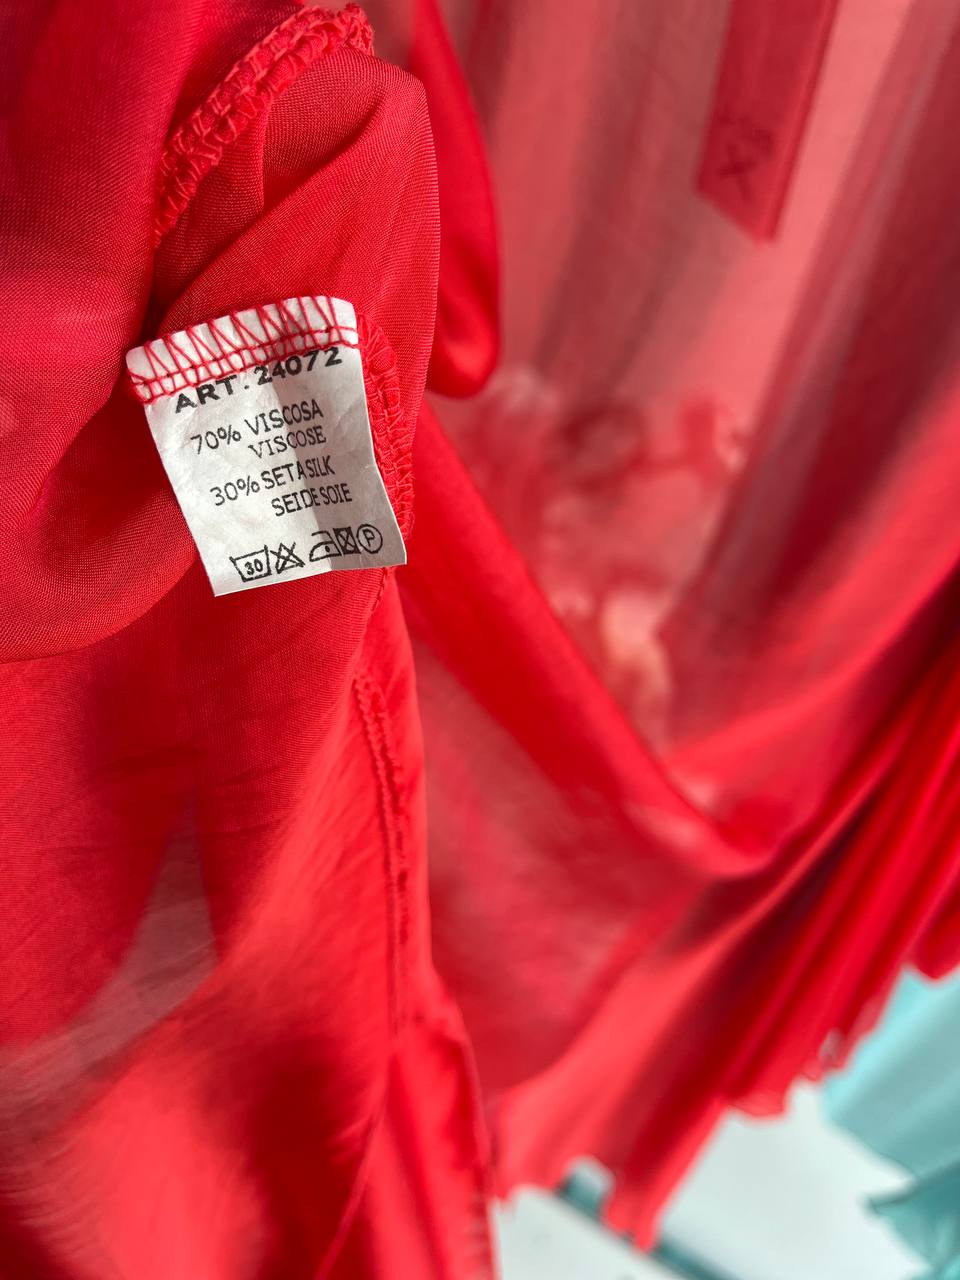 ART. 24072
70% VISCOSA
VISCOSE
30% SETA SILK
SEIDE SOIE
30
P